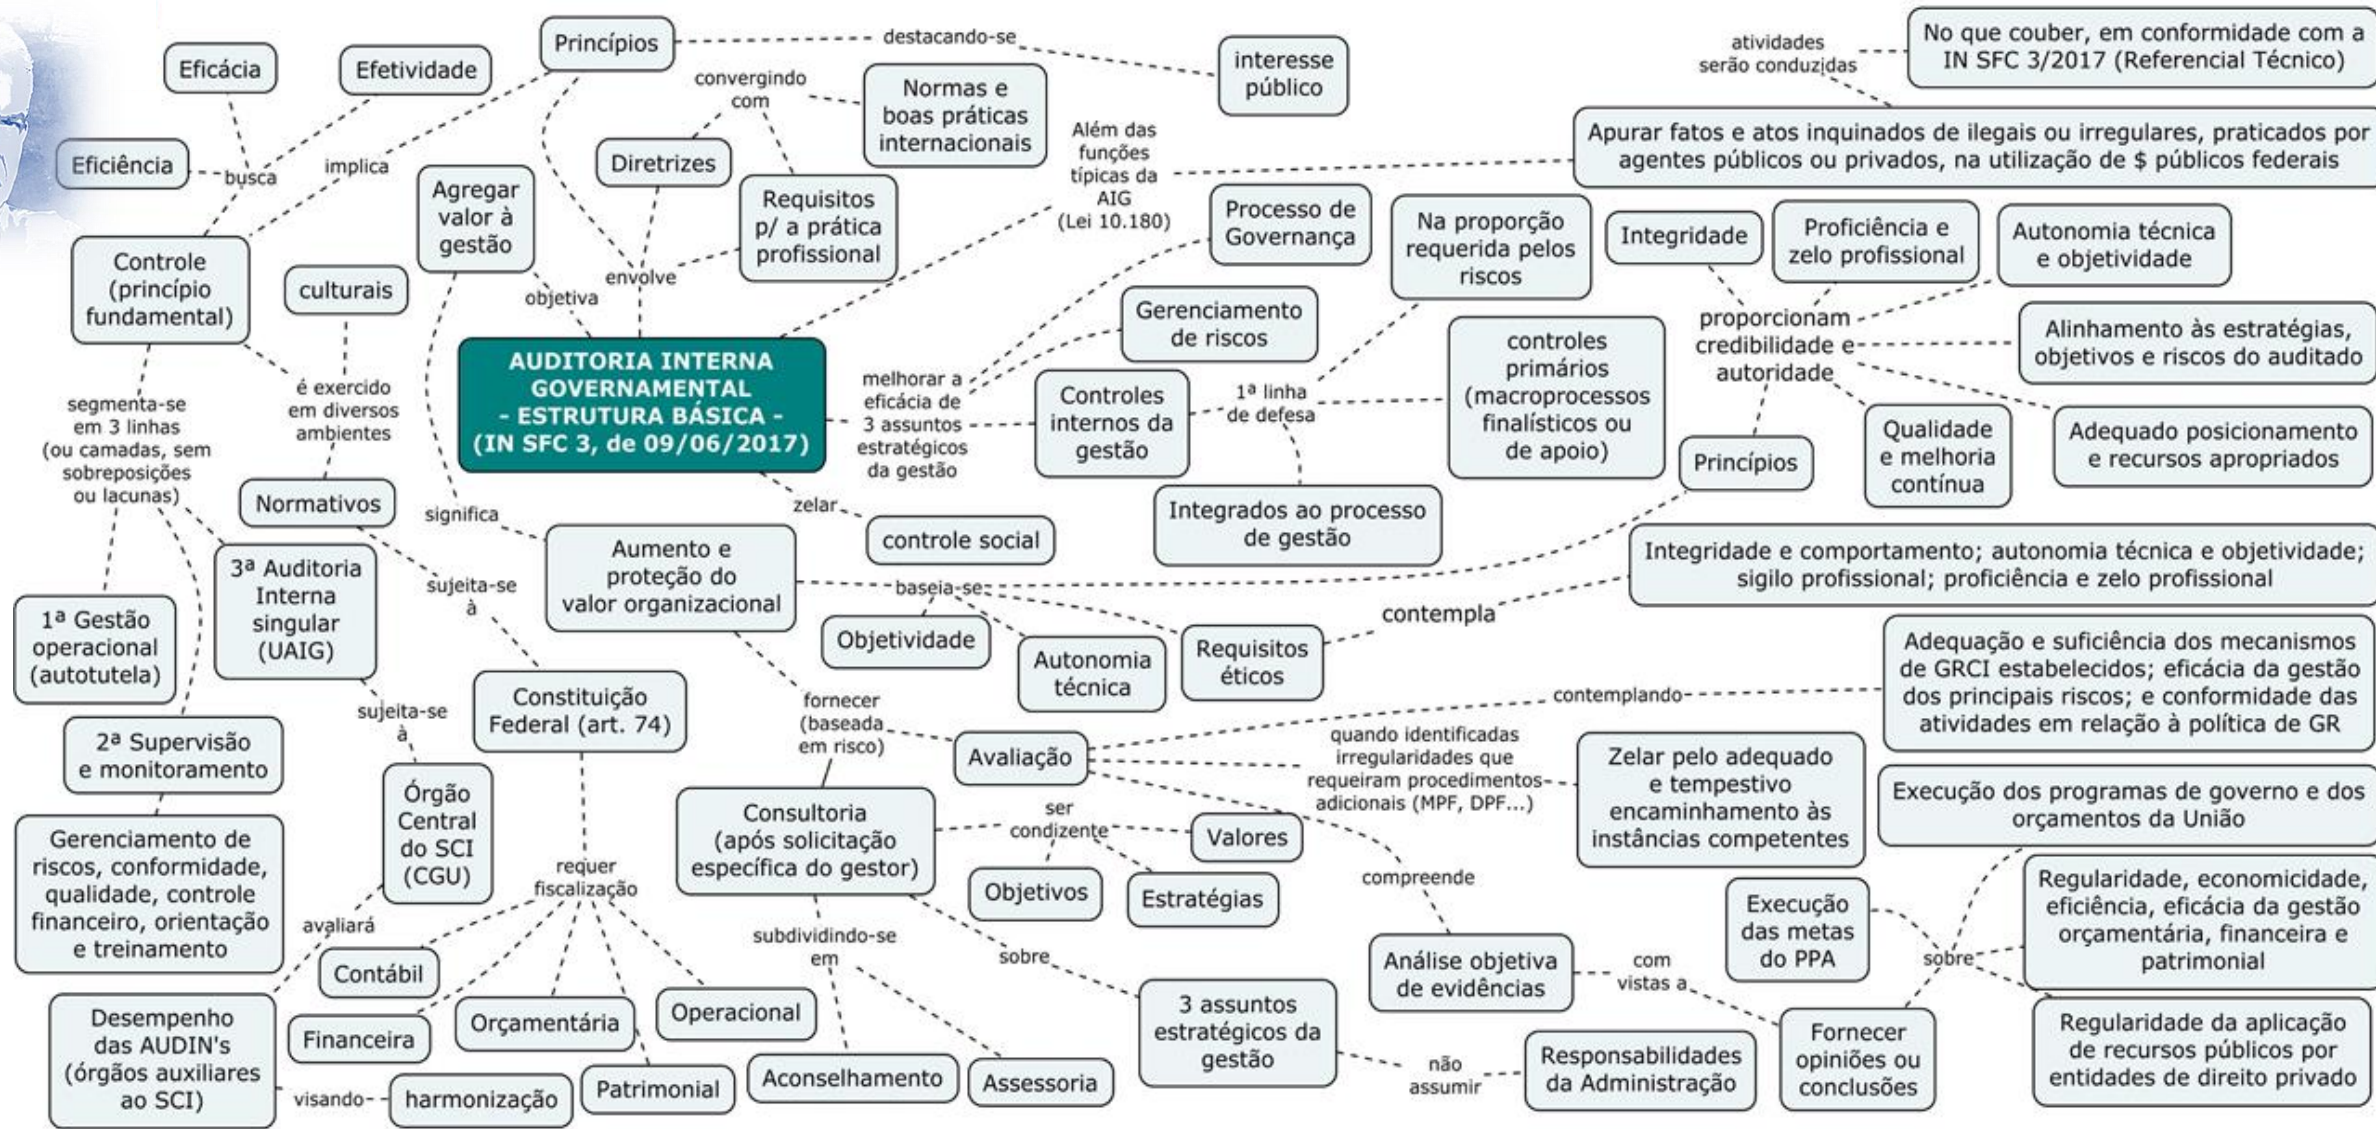 Princípios
destacando-se
interesse
público
atividades
serão conduzidas
No que couber, em conformidade com a
IN SFC 3/2017 (Referencial Técnico)
Eficácia
Efetividade
convergindo
com
Normas e
boas práticas
internacionais
Além das
funções
típicas da
AIG
(Lei 10.180)
Apurar fatos e atos inquinados de ilegais ou irregulares, praticados por
agentes públicos ou privados, na utilização de $ públicos federais
Eficiência
busca
implica
Agregar
valor à
gestão
Diretrizes
Requisitos
p/ a prática
profissional
Processo de
Governança
Na proporção
requerida pelos
riscos
Integridade
Proficiência e
zelo profissional
Autonomia técnica
e objetividade
Controle
(princípio
fundamental)
culturais
objetiva
envolve
Gerenciamento
de riscos
controles
primários
(macroprocessos
finalísticos ou
de apoio)
proporcionam
credibilidade e
autoridade
Alinhamento às estratégias,
objetivos e riscos do auditado
AUDITORIA INTERNA
GOVERNAMENTAL
- ESTRUTURA BÁSICA -
(IN SFC 3, de 09/06/2017)
melhorar a
eficácia de
3 assuntos
estratégicos
da gestão
Controles
internos da
gestão
1ª linha
de defesa
segmenta-se
em 3 linhas
(ou camadas, sem
sobreposições
ou lacunas)
é exercido
em diversos
ambientes
Princípios
Qualidade
e melhoria
contínua
Adequado posicionamento
e recursos apropriados
Normativos
significa
zelar
controle social
Integrados ao processo
de gestão
Integridade e comportamento; autonomia técnica e objetividade;
sigilo profissional; proficiência e zelo profissional
3ª Auditoria
Interna
singular
(UAIG)
sujeita-se
à
Aumento e
proteção do
valor organizacional
baseia-se
contempla
1ª Gestão
operacional
(autotutela)
Objetividade
Autonomia
técnica
Requisitos
éticos
Adequação e suficiência dos mecanismos
de GRCI estabelecidos; eficácia da gestão
dos principais riscos; e conformidade das
atividades em relação à política de GR
sujeita-se
à
Constituição
Federal (art. 74)
fornecer
(baseada
em risco)
contemplando
2ª Supervisão
e monitoramento
Avaliação
quando identificadas
irregularidades que
requeiram procedimentos
adicionais (MPF, DPF...)
Zelar pelo adequado
e tempestivo
encaminhamento às
instâncias competentes
Órgão
Central
do SCI
(CGU)
Consultoria
(após solicitação
específica do gestor)
ser
condizente
Valores
Execução dos programas de governo e dos
orçamentos da União
Gerenciamento de
riscos, conformidade,
qualidade, controle
financeiro, orientação
e treinamento
requer
fiscalização
Objetivos
Estratégias
compreende
Execução
das metas
do PPA
Regularidade, economicidade,
eficiência, eficácia da gestão
orçamentária, financeira e
patrimonial
avaliará
Contábil
subdividindo-se
em
sobre
Análise objetiva
de evidências
com
vistas a
sobre
Desempenho
das AUDIN's
(órgãos auxiliares
ao SCI)
Financeira
Orçamentária
Operacional
3 assuntos
estratégicos da
gestão
Fornecer
opiniões ou
conclusões
Regularidade da aplicação
de recursos públicos por
entidades de direito privado
visando
harmonização
Patrimonial
Aconselhamento
Assessoria
não
assumir
Responsabilidades
da Administração